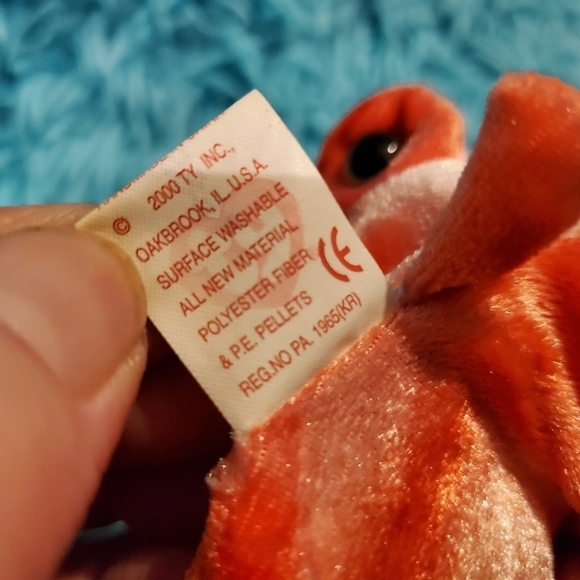 © 2000 TY, INC.,
OAKBROOK, IL, U.S.A.
SURFACE WASHABLE
ALL NEW MATERIAL
POLYESTER FIBER
& P.E. PELLETS
REG.NO PA. 1965(KR)
CE